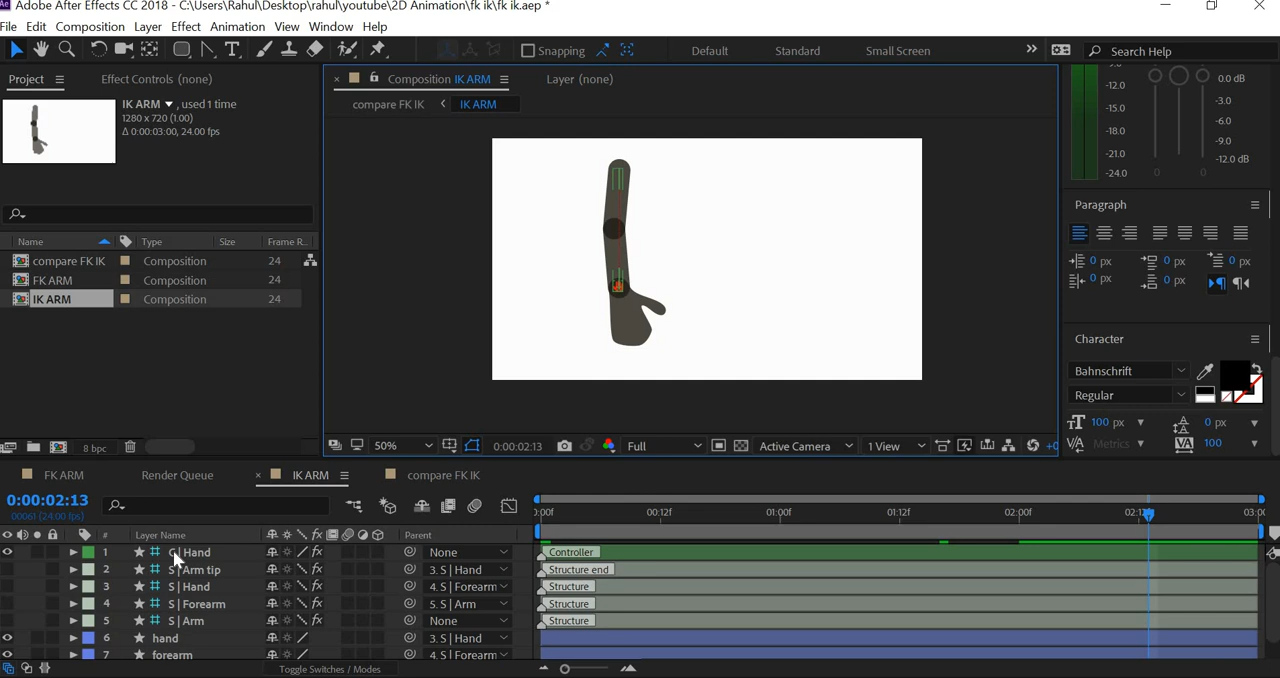 Adobe After Effects CC 2018 - C:\Users\Rahul\Desktop\rahul\youtube\2D Animation\fk ik\fk ik.aep *
File Edit Composition Layer Effect Animation View Window Help
Snapping Default Standard Small Screen Search Help
Project Effect Controls (none) Composition IK ARM Layer (none)
IK ARM , used 1 time
1280 x 720 (1.00)
Δ 0:00:03:00, 24.00 fps
compare FK IK IK ARM
Name Type Size Frame R...
compare FK IK Composition 24
FK ARM Composition 24
IK ARM Composition 24
8 bpc
50% 0:00:02:13 Full Active Camera 1 View +0
0.0 dB
-12.0 -3.0
-15.0 -6.0
-18.0
-21.0 -9.0
-24.0 -12.0 dB
Paragraph
0 px 0 px 0 px
0 px 0 px
Character
Bahnschrift
Regular
100 px 0 px
Metrics 100
FK ARM Render Queue IK ARM compare FK IK
0:00:02:13
00061 (24.00 fps)
:00f 00:12f 01:00f 01:12f 02:00f 02:12f 03:00
# Layer Name Parent
1 C | Hand None Controller
2 S | Arm tip 3. S | Hand Structure end
3 S | Hand 4. S | Forearm Structure
4 S | Forearm 5. S | Arm Structure
5 S | Arm None Structure
6 hand 3. S | Hand
7 forearm 4. S | Forearm
Toggle Switches / Modes